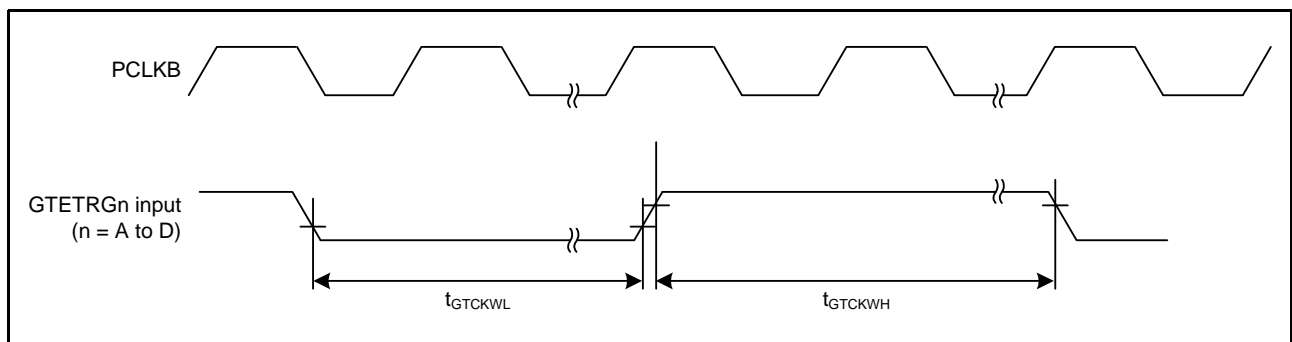 PCLKB
GTETRGn input
(n = A to D)
tGTCKWL
tGTCKWH